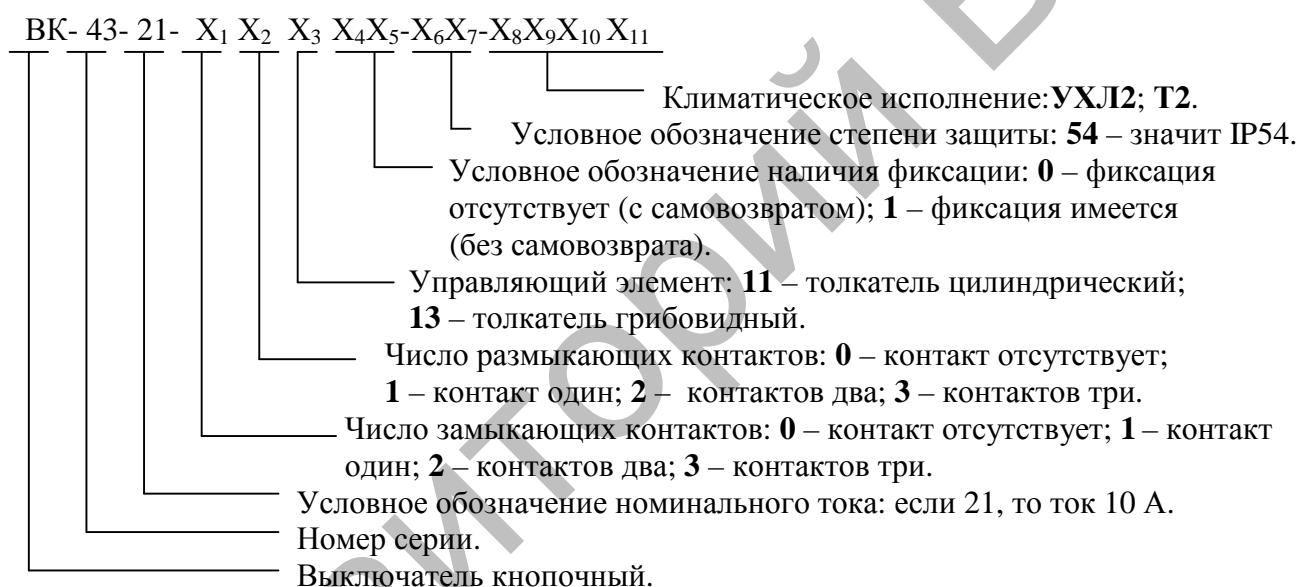 ВК- 43- 21- X₁ X₂ X₃ X₄X₅-X₆X₇-X₈X₉X₁₀ X₁₁
Климатическое исполнение:УХЛ2; Т2.
Условное обозначение степени защиты: 54 – значит IP54.
Условное обозначение наличия фиксации: 0 – фиксация
отсутствует (с самовозвратом); 1 – фиксация имеется
(без самовозврата).
Управляющий элемент: 11 – толкатель цилиндрический;
13 – толкатель грибовидный.
Число размыкающих контактов: 0 – контакт отсутствует;
1 – контакт один; 2 – контактов два; 3 – контактов три.
Число замыкающих контактов: 0 – контакт отсутствует; 1 – контакт
один; 2 – контактов два; 3 – контактов три.
Условное обозначение номинального тока: если 21, то ток 10 А.
Номер серии.
Выключатель кнопочный.